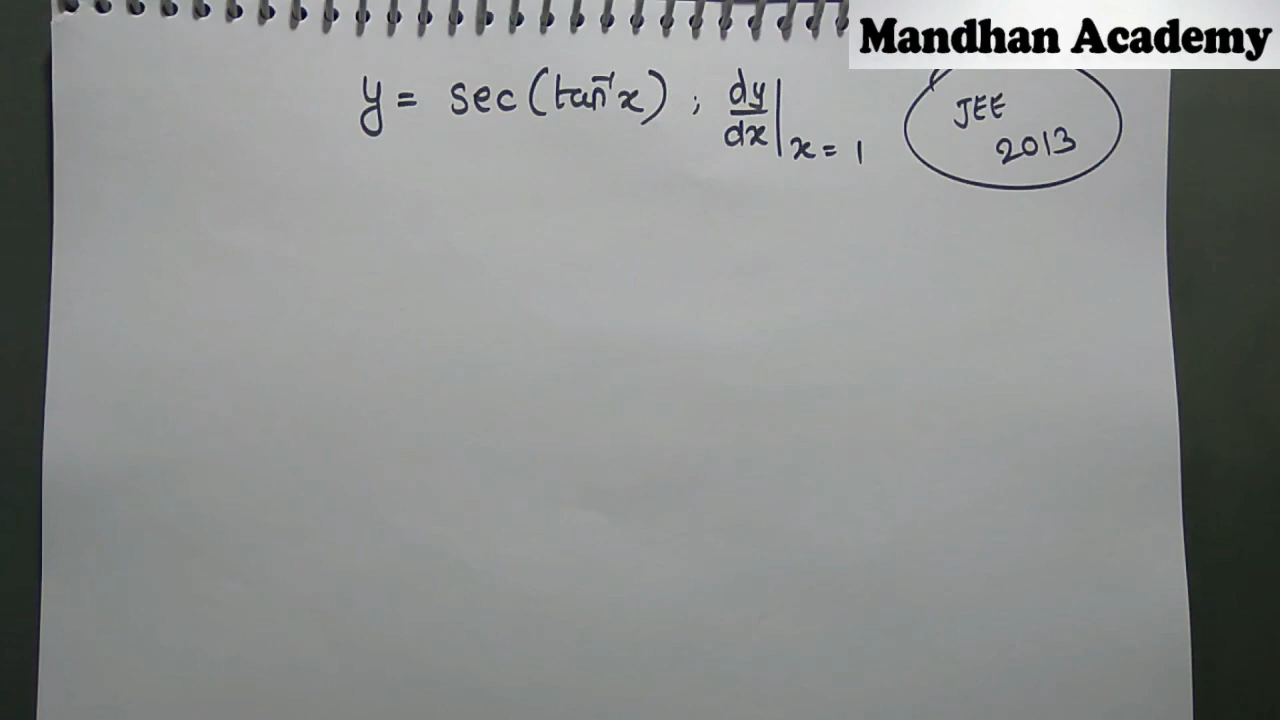 Mandhan Academy
y = sec(tan⁻¹x) ; dy/dx |x = 1
JEE
2013